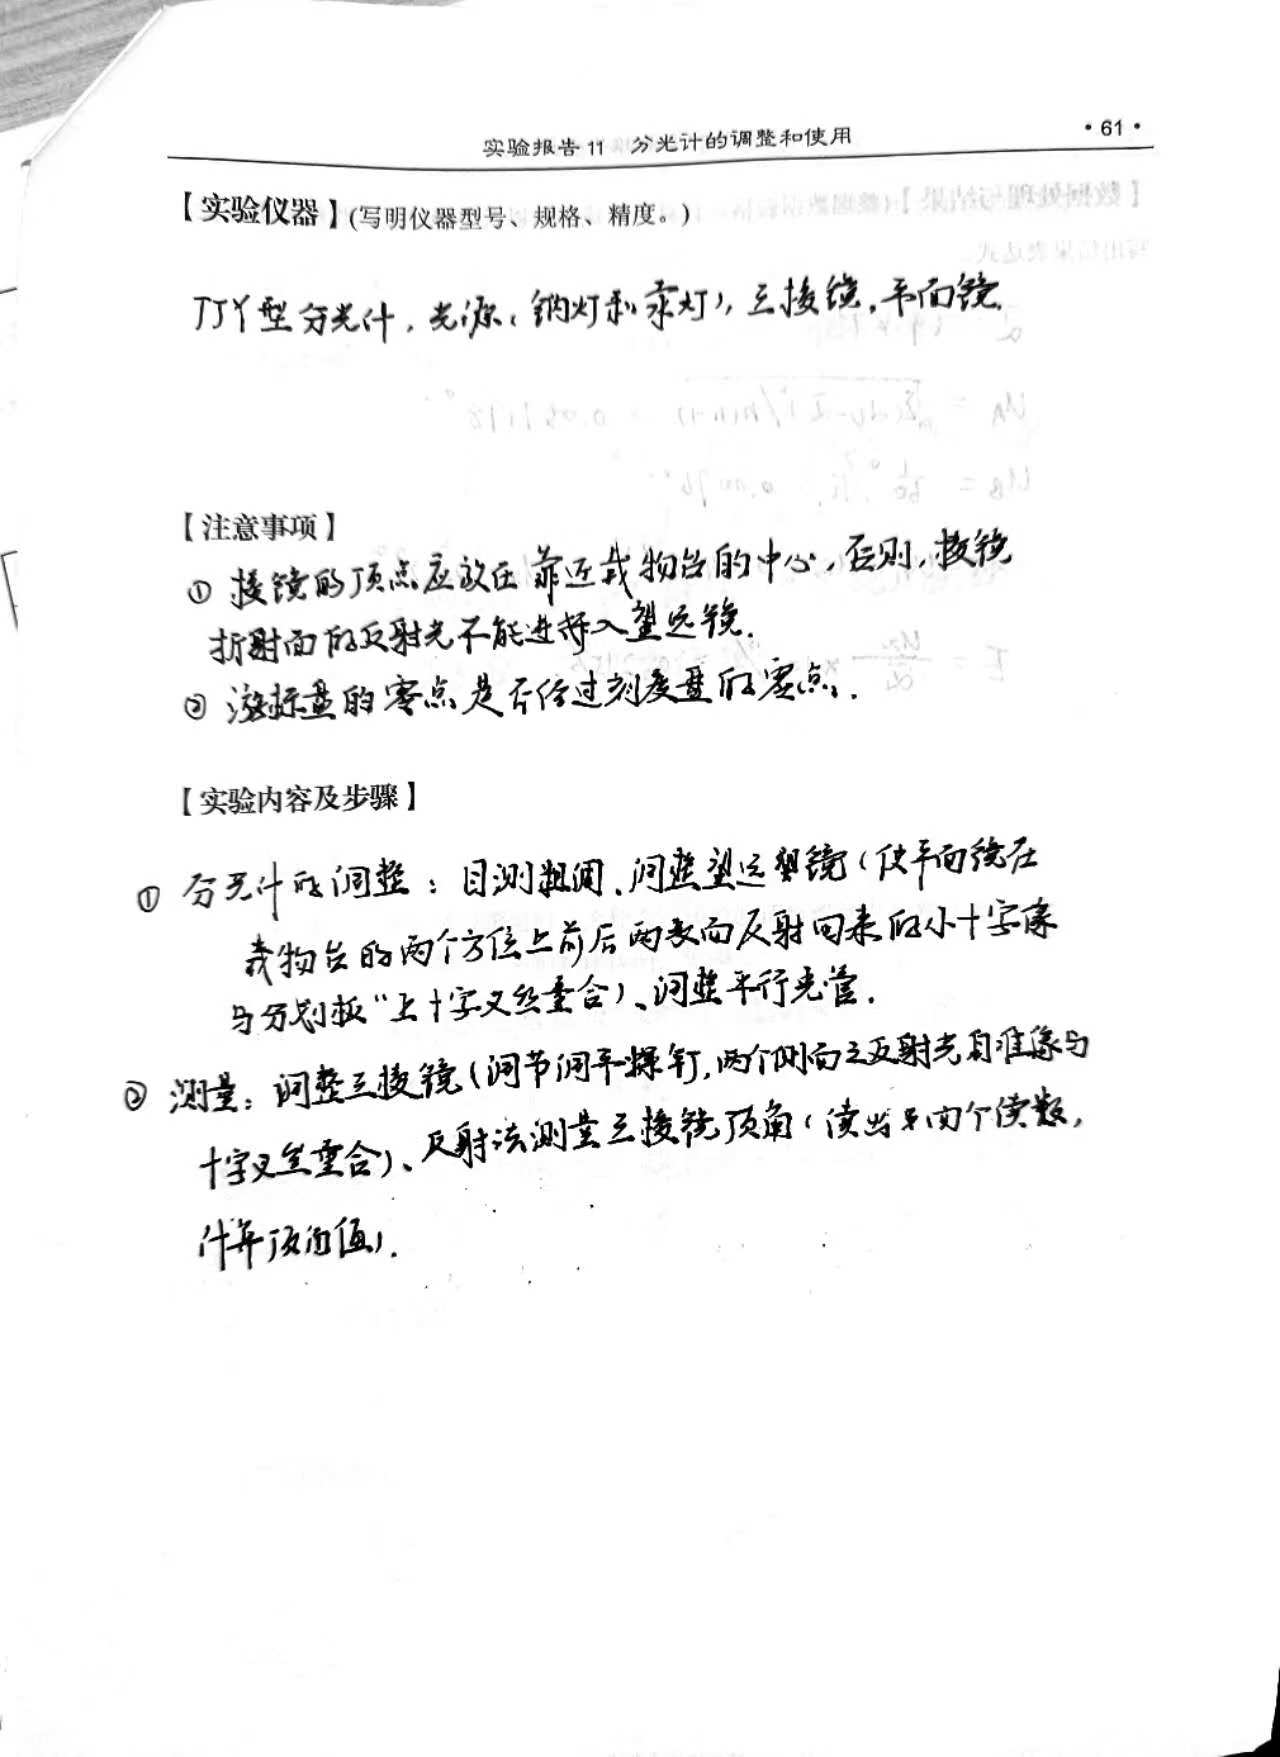 实验报告 11 分光计的调整和使用
· 61 ·
【实验仪器】(写明仪器型号、规格、精度。)
JJY型分光计，光源（钠灯和汞灯），三棱镜，平面镜.
【注意事项】
① 棱镜的顶点应放在靠近载物台的中心，否则，棱镜
折射面的反射光不能进入望远镜.
② 游标盘的零点是否经过刻度盘的零点.
【实验内容及步骤】
① 分光计的调整：目测粗调、调整望远镜（使平面镜在
载物台的两个方位上前后两表面反射回来的小十字像
与分划板“上十字叉丝重合）、调整平行光管.
② 测量：调整三棱镜（调节调平螺钉，两个侧面之反射光自准像与
十字叉丝重合）、反射法测量三棱镜顶角（读出两个读数，
计算顶角值）.